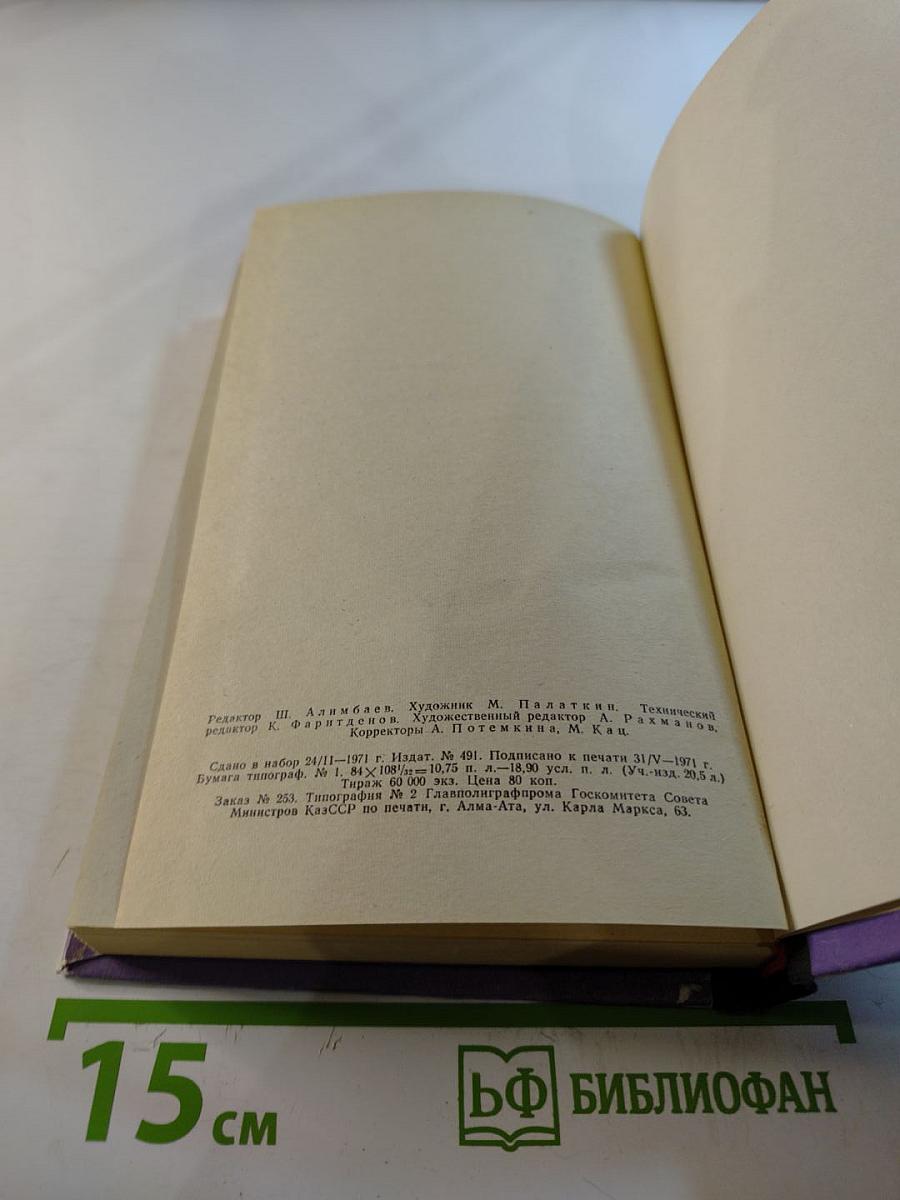 Редактор Ш. Алимбаев. Художник М. Палаткин. Технический
редактор К. Фаритденов. Художественный редактор А. Рахманов.
Корректоры А. Потемкина, М. Кац.
Сдано в набор 24/II—1971 г. Издат. № 491. Подписано к печати 31/V—1971 г.
Бумага типограф. № 1. 84×108¹/₃₂=10,75 п. л.—18,90 усл. п. л. (Уч.-изд. 20,5 л.)
Тираж 60 000 экз. Цена 80 коп.
Заказ № 253. Типография № 2 Главполиграфпрома Госкомитета Совета
Министров КазССР по печати, г. Алма-Ата, ул. Карла Маркса, 63.
15 см
БФ БИБЛИОФАН